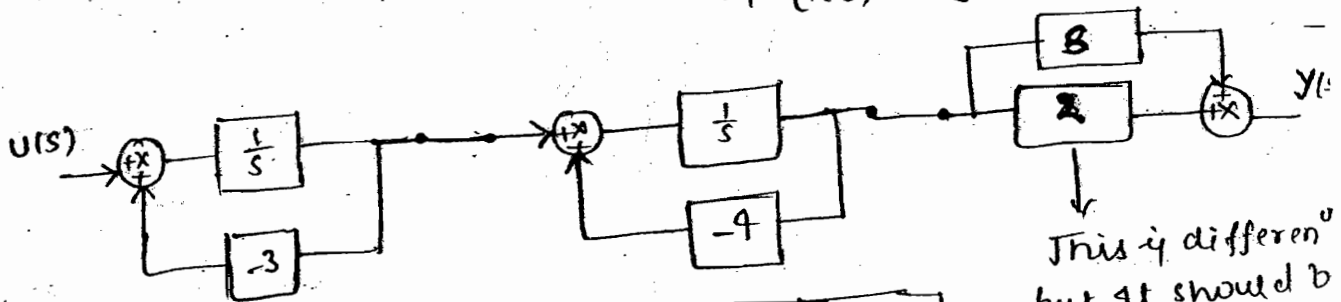 8
U(S) +
1/s
+
1/s
2
+
Y(
-3
-4
This is differen
but it should b